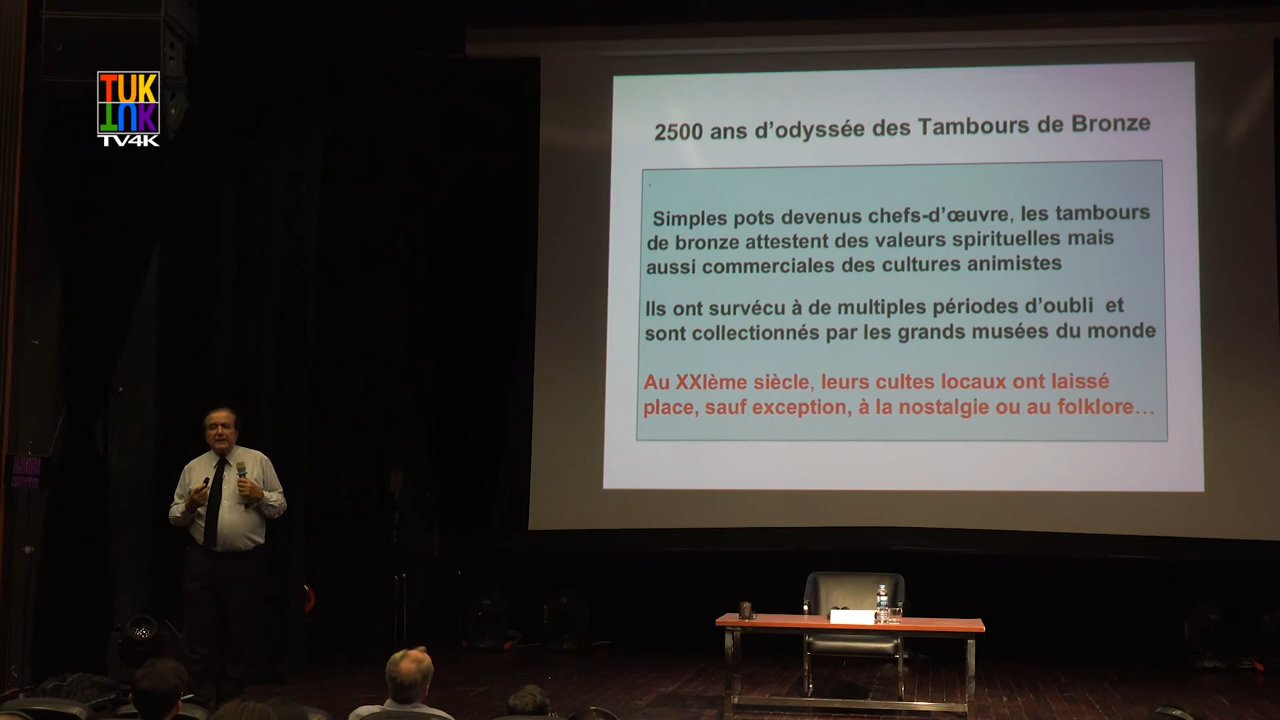 TUK
TUK
TV4K
2500 ans d’odyssée des Tambours de Bronze
Simples pots devenus chefs-d’œuvre, les tambours
de bronze attestent des valeurs spirituelles mais
aussi commerciales des cultures animistes
Ils ont survécu à de multiples périodes d’oubli et
sont collectionnés par les grands musées du monde
Au XXIème siècle, leurs cultes locaux ont laissé
place, sauf exception, à la nostalgie ou au folklore…